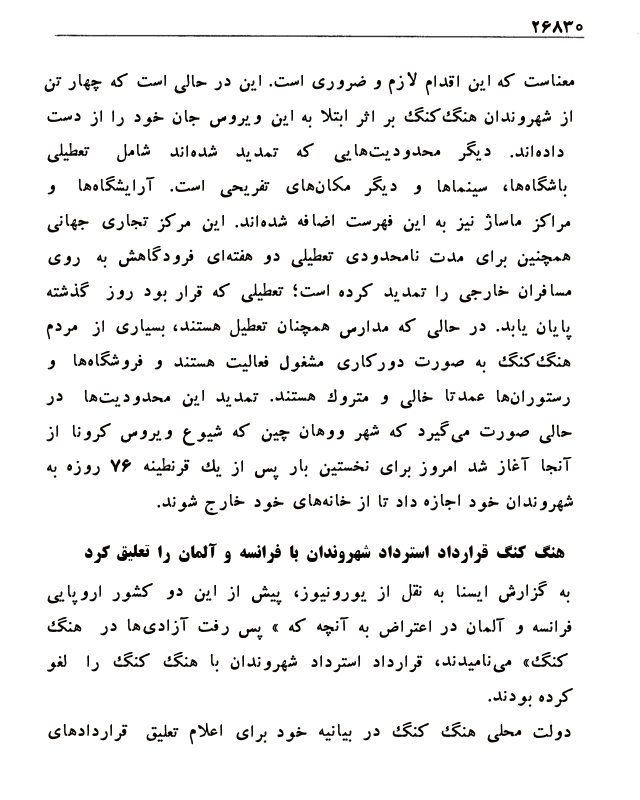 ۲۶۸۳۰
معناست که این اقدام لازم و ضروری است. این در حالی است که چهار تن
از شهروندان هنگ‌کنگ بر اثر ابتلا به این ویروس جان خود را از دست
داده‌اند. دیگر محدودیت‌هایی که تمدید شده‌اند شامل تعطیلی
باشگاه‌ها، سینماها و دیگر مکان‌های تفریحی است. آرایشگاه‌ها و
مراکز ماساژ نیز به این فهرست اضافه شده‌اند. این مرکز تجاری جهانی
همچنین برای مدت نامحدودی تعطیلی دو هفته‌ای فرودگاهش به روی
مسافران خارجی را تمدید کرده است؛ تعطیلی که قرار بود روز گذشته
پایان یابد. در حالی که مدارس همچنان تعطیل هستند، بسیاری از مردم
هنگ‌کنگ به صورت دورکاری مشغول فعالیت هستند و فروشگاه‌ها و
رستوران‌ها عمدتا خالی و متروك هستند. تمدید این محدودیت‌ها در
حالی صورت می‌گیرد که شهر ووهان چین که شیوع ویروس کرونا از
آنجا آغاز شد امروز برای نخستین بار پس از یك قرنطینه ۷۶ روزه به
شهروندان خود اجازه داد تا از خانه‌های خود خارج شوند.
هنگ کنگ قرارداد استرداد شهروندان با فرانسه و آلمان را تعلیق کرد
به گزارش ایسنا به نقل از یورونیوز، پیش از این دو کشور اروپایی
فرانسه و آلمان در اعتراض به آنچه که » پس رفت آزادی‌ها در هنگ
کنگ» می‌نامیدند، قرارداد استرداد شهروندان با هنگ کنگ را لغو
کرده بودند.
دولت محلی هنگ کنگ در بیانیه خود برای اعلام تعلیق قراردادهای